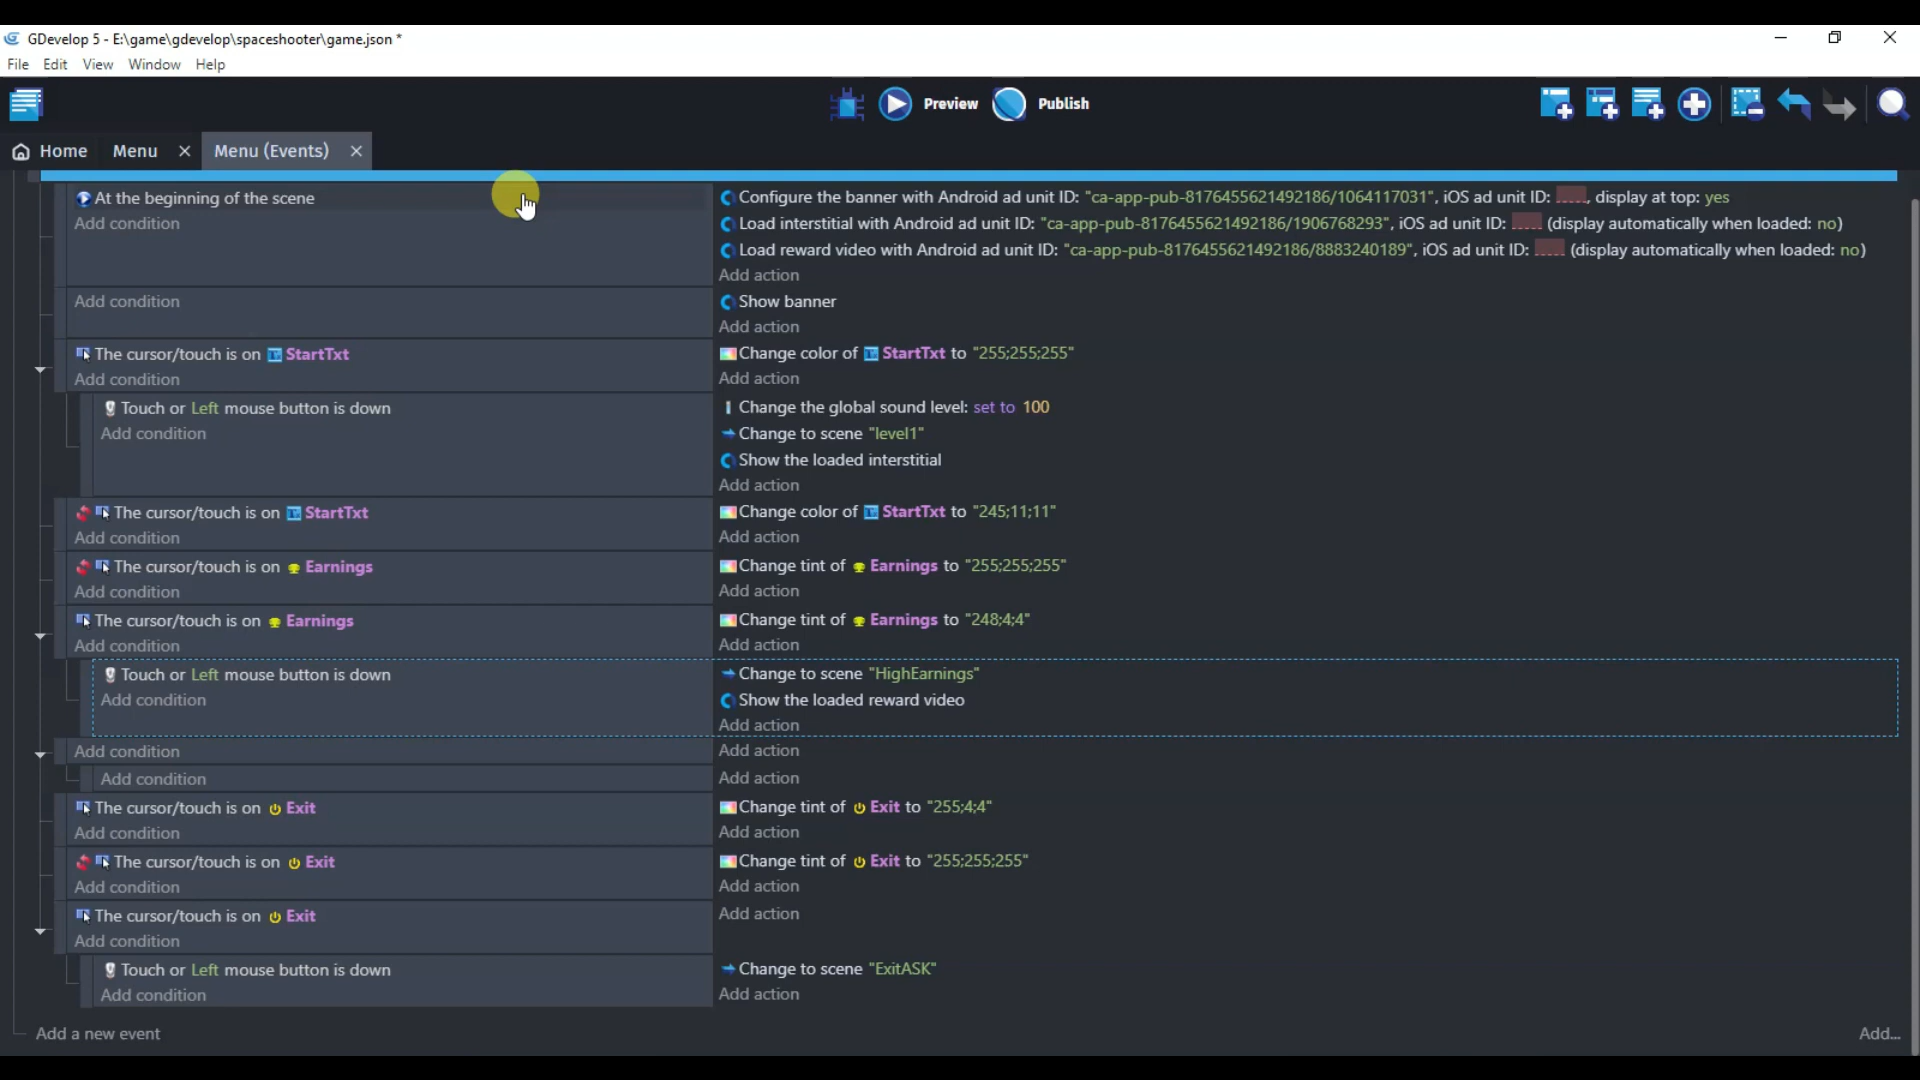 GDevelop 5 - E:\game\gdevelop\spaceshooter\game.json *
File Edit View Window Help
Preview Publish
Home Menu Menu (Events)
At the beginning of the scene
Configure the banner with Android ad unit ID: "ca-app-pub-8176455621492186/1064117031", iOS ad unit ID: , display at top: yes
Add condition
Load interstitial with Android ad unit ID: "ca-app-pub-8176455621492186/1906768293", iOS ad unit ID: (display automatically when loaded: no)
Load reward video with Android ad unit ID: "ca-app-pub-8176455621492186/8883240189", iOS ad unit ID: (display automatically when loaded: no)
Add action
Add condition
Show banner
Add action
The cursor/touch is on StartTxt
Change color of StartTxt to "255;255;255"
Add condition
Add action
Touch or Left mouse button is down
Change the global sound level: set to 100
Add condition
Change to scene "level1"
Show the loaded interstitial
Add action
The cursor/touch is on StartTxt
Change color of StartTxt to "245;11;11"
Add condition
Add action
The cursor/touch is on Earnings
Change tint of Earnings to "255;255;255"
Add condition
Add action
The cursor/touch is on Earnings
Change tint of Earnings to "248;4;4"
Add condition
Add action
Touch or Left mouse button is down
Change to scene "HighEarnings"
Add condition
Show the loaded reward video
Add action
Add condition
Add action
Add condition
Add action
The cursor/touch is on Exit
Change tint of Exit to "255;4;4"
Add condition
Add action
The cursor/touch is on Exit
Change tint of Exit to "255;255;255"
Add condition
Add action
The cursor/touch is on Exit
Add action
Add condition
Touch or Left mouse button is down
Change to scene "ExitASK"
Add condition
Add action
Add a new event
Add...